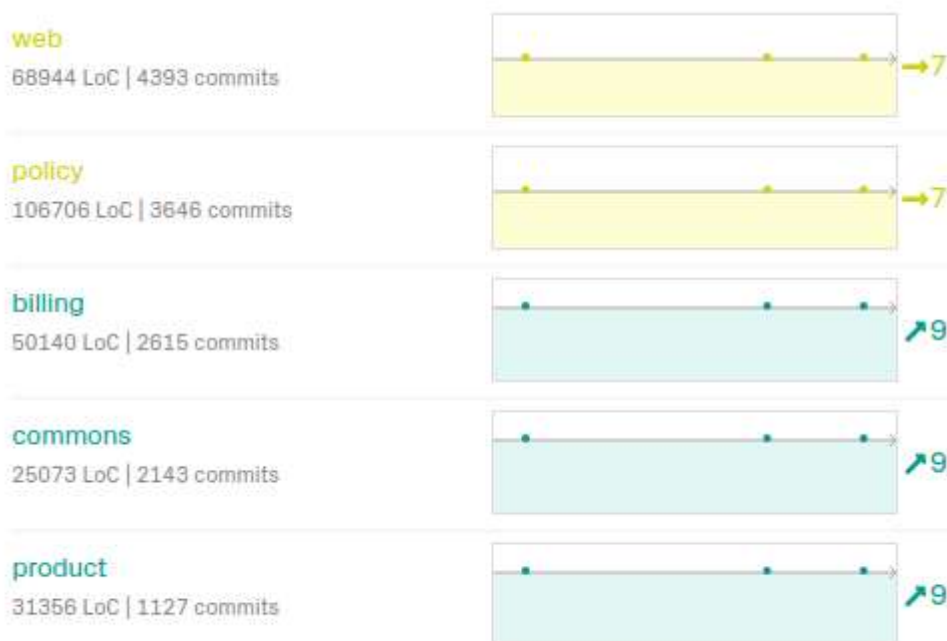 web
68944 LoC | 4393 commits
→7
policy
106706 LoC | 3646 commits
→7
billing
50140 LoC | 2615 commits
↗9
commons
25073 LoC | 2143 commits
↗9
product
31356 LoC | 1127 commits
↗9